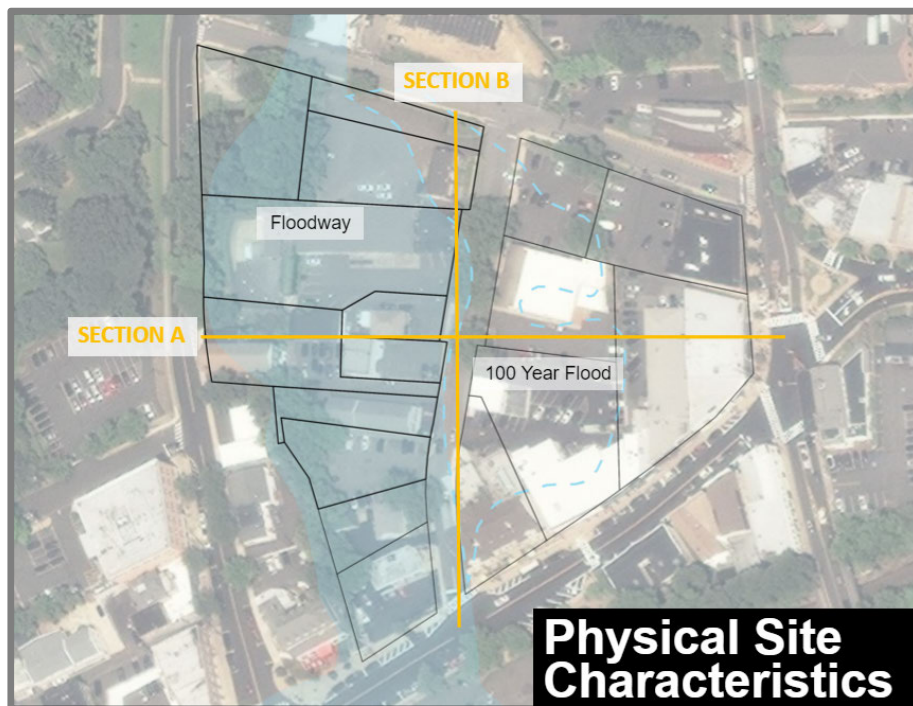 SECTION B
Floodway
SECTION A
100 Year Flood
Physical Site
Characteristics